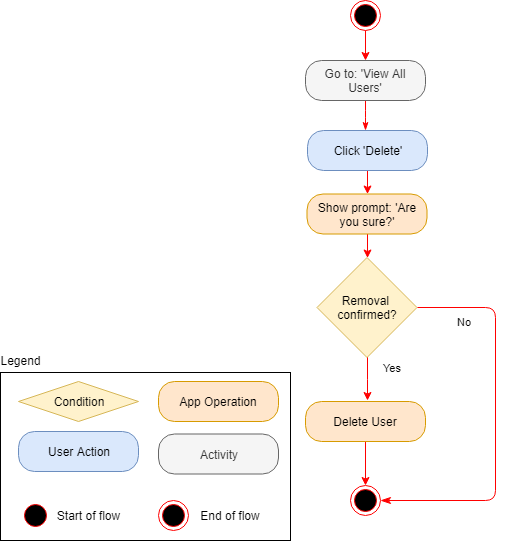 Go to: 'View All
Users'
Click 'Delete'
Show prompt: 'Are
you sure?'
Removal
confirmed?
No
Yes
Delete User
Legend
Condition
App Operation
User Action
Activity
Start of flow
End of flow